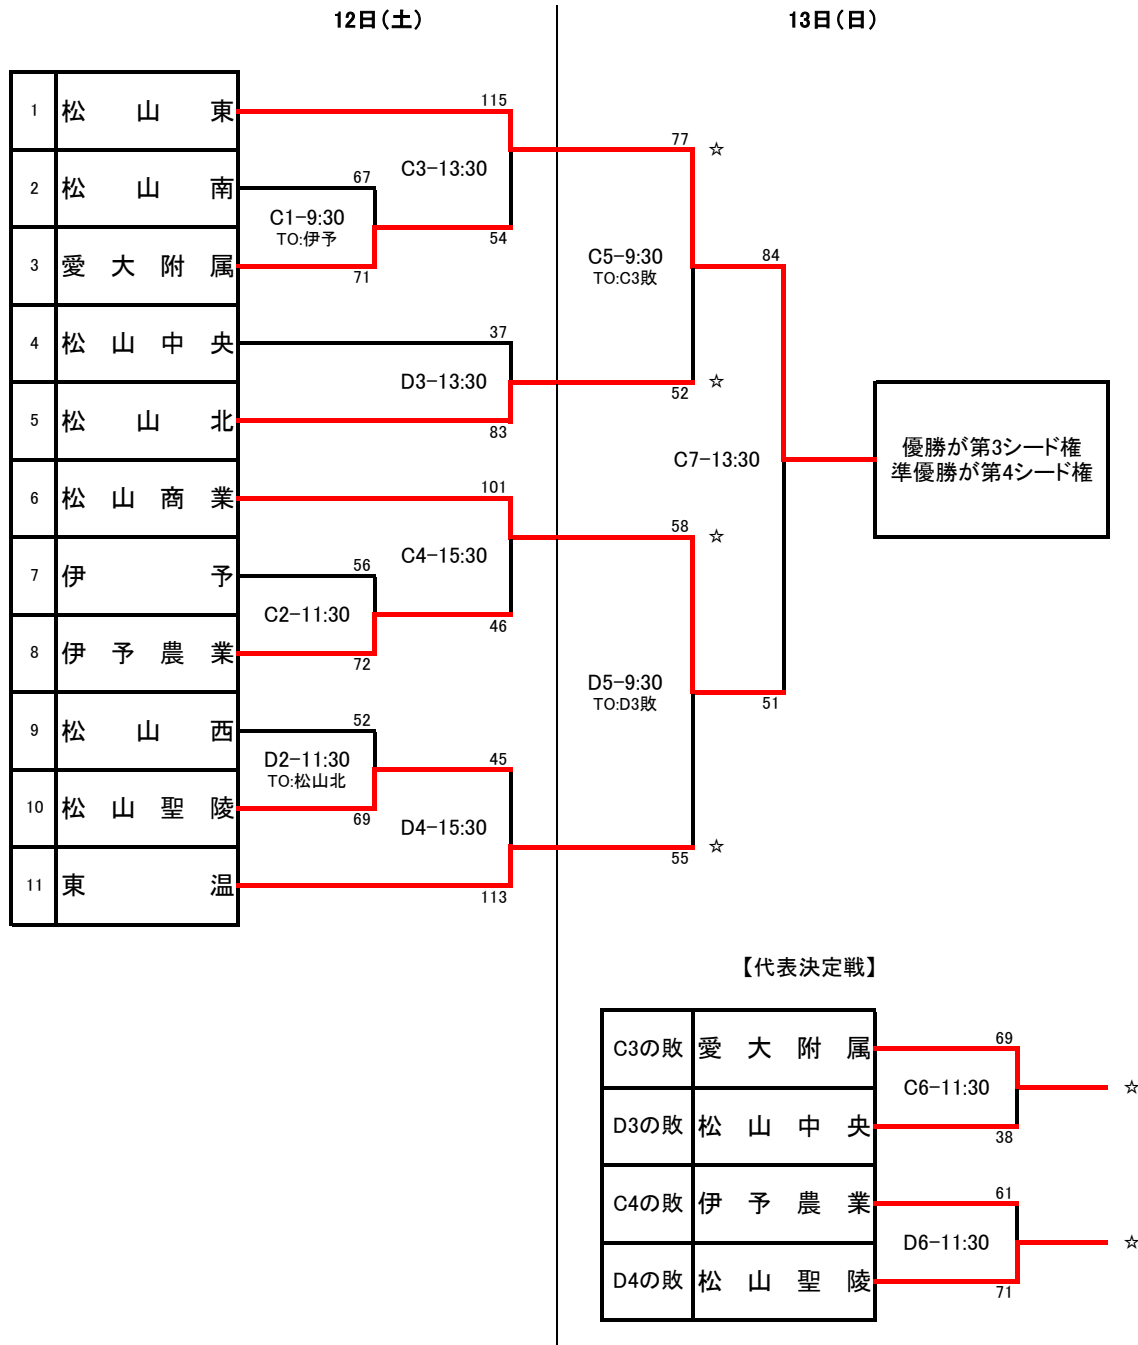 12日(土)
13日(日)
1 松山東
115
77 ☆
C3-13:30
2 松山南
67
C1-9:30
TO:伊予
54
3 愛大附属
71
C5-9:30
TO:C3敗
84
4 松山中央
37
D3-13:30
52 ☆
5 松山北
83
優勝が第3シード権
準優勝が第4シード権
C7-13:30
6 松山商業
101
58 ☆
C4-15:30
7 伊予
56
C2-11:30
46
8 伊予農業
72
D5-9:30
TO:D3敗
51
9 松山西
52
D2-11:30
TO:松山北
45
10 松山聖陵
69
D4-15:30
55 ☆
11 東温
113
【代表決定戦】
C3の敗 愛大附属
69
C6-11:30
☆
D3の敗 松山中央
38
C4の敗 伊予農業
61
D6-11:30
☆
D4の敗 松山聖陵
71